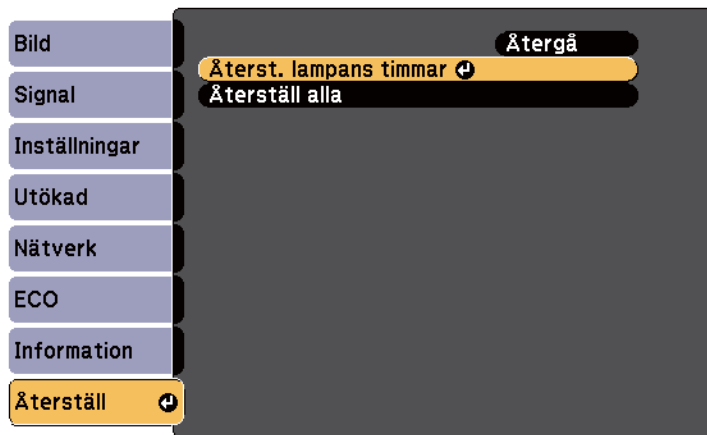 Bild
Signal
Inställningar
Utökad
Nätverk
ECO
Information
Återställ
Återgå
Återst. lampans timmar
Återställ alla